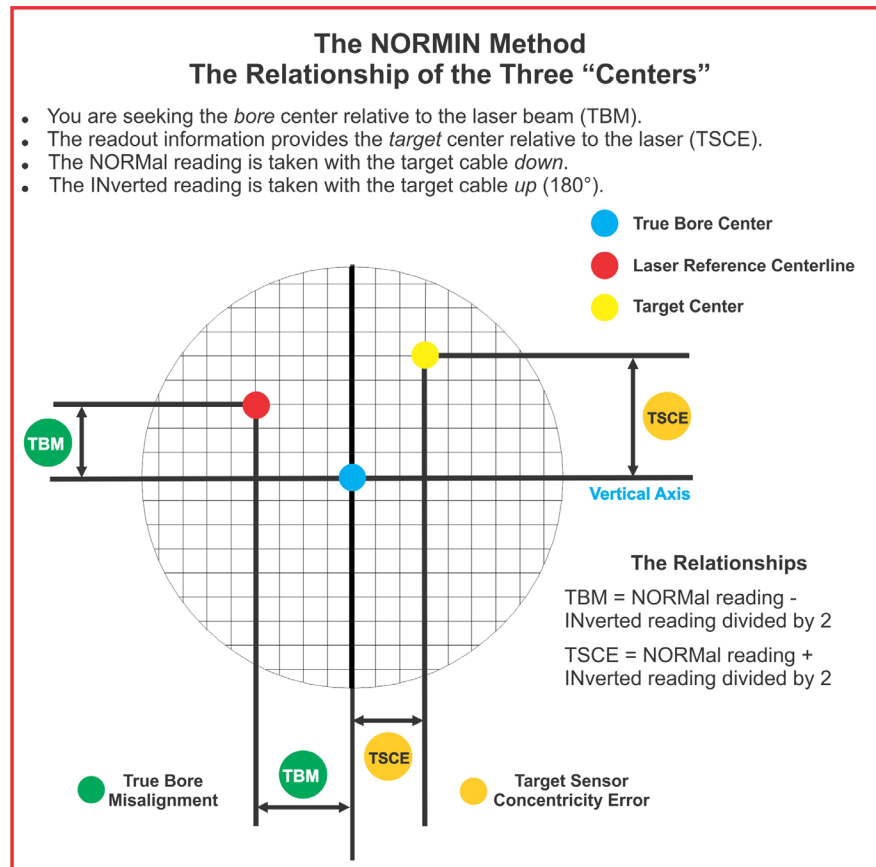 The NORMIN Method
The Relationship of the Three “Centers”
• You are seeking the bore center relative to the laser beam (TBM).
• The readout information provides the target center relative to the laser (TSCE).
• The NORMal reading is taken with the target cable down.
• The INverted reading is taken with the target cable up (180°).
True Bore Center
Laser Reference Centerline
Target Center
TBM
TSCE
Vertical Axis
The Relationships
TBM = NORMal reading -
INverted reading divided by 2
TSCE = NORMal reading +
INverted reading divided by 2
TSCE
TBM
True Bore
Misalignment
Target Sensor
Concentricity Error